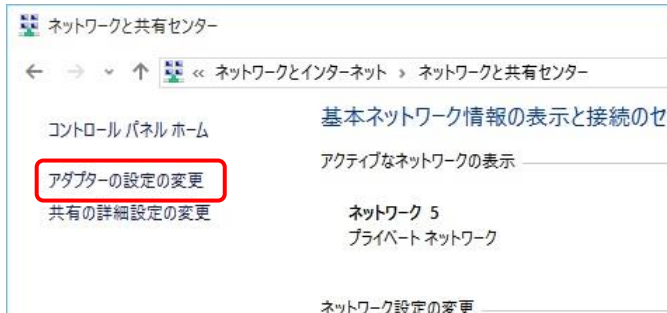 ネットワークと共有センター
« ネットワークとインターネット › ネットワークと共有センター
コントロール パネル ホーム
アダプターの設定の変更
共有の詳細設定の変更
基本ネットワーク情報の表示と接続のセ
アクティブなネットワークの表示
ネットワーク 5
プライベート ネットワーク
ネットワーク設定の変更